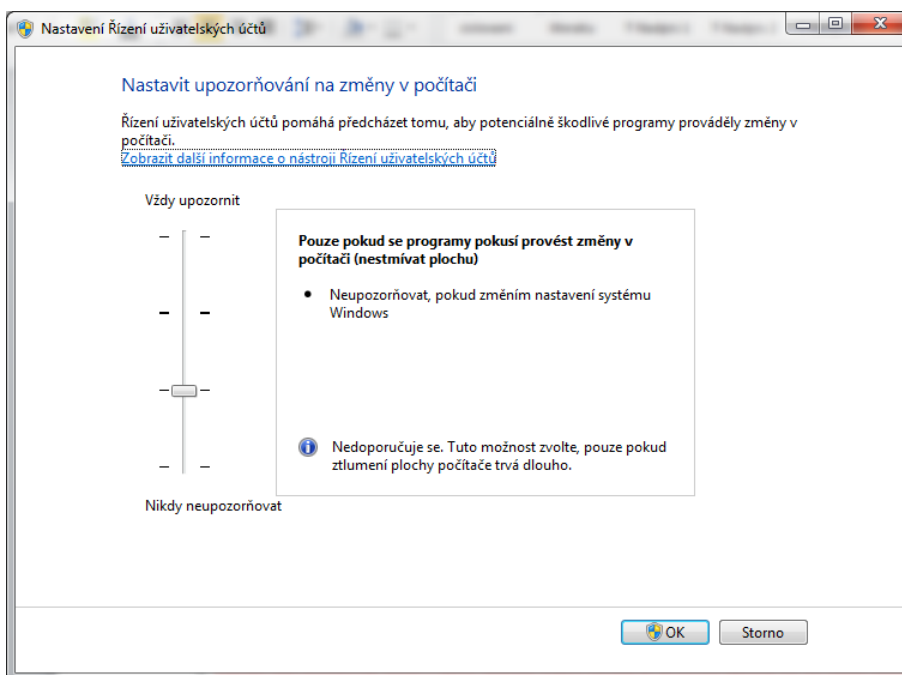 Nastavení Řízení uživatelských účtů
Nastavit upozorňování na změny v počítači
Řízení uživatelských účtů pomáhá předcházet tomu, aby potenciálně škodlivé programy prováděly změny v
počítači.
Zobrazit další informace o nástroji Řízení uživatelských účtů
Vždy upozornit
Pouze pokud se programy pokusí provést změny v
počítači (nestmívat plochu)
Neupozorňovat, pokud změním nastavení systému
Windows
Nedoporučuje se. Tuto možnost zvolte, pouze pokud
ztlumení plochy počítače trvá dlouho.
Nikdy neupozorňovat
OK
Storno